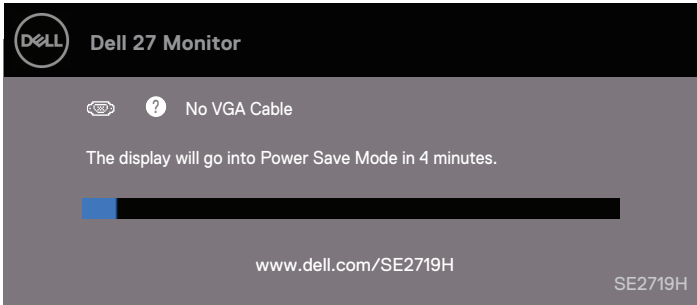 DELL
Dell 27 Monitor
? No VGA Cable
The display will go into Power Save Mode in 4 minutes.
www.dell.com/SE2719H
SE2719H